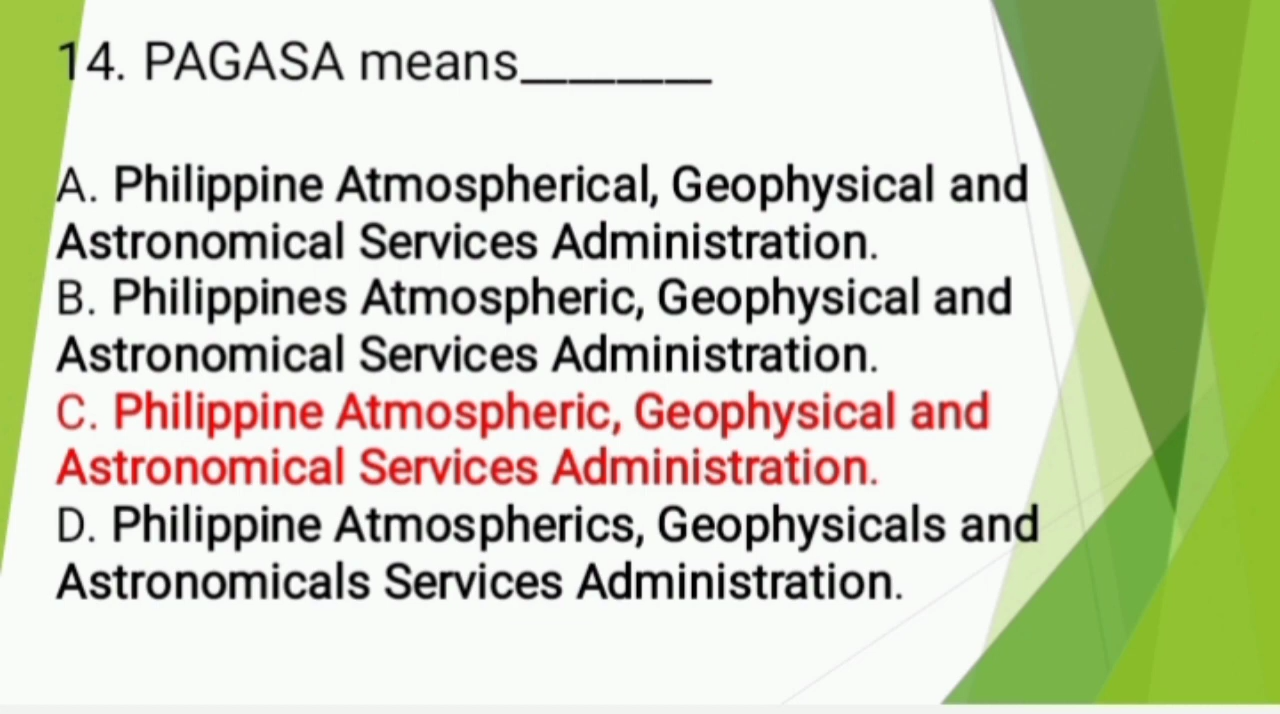 14. PAGASA means________
A. Philippine Atmospherical, Geophysical and
Astronomical Services Administration.
B. Philippines Atmospheric, Geophysical and
Astronomical Services Administration.
C. Philippine Atmospheric, Geophysical and
Astronomical Services Administration.
D. Philippine Atmospherics, Geophysicals and
Astronomicals Services Administration.